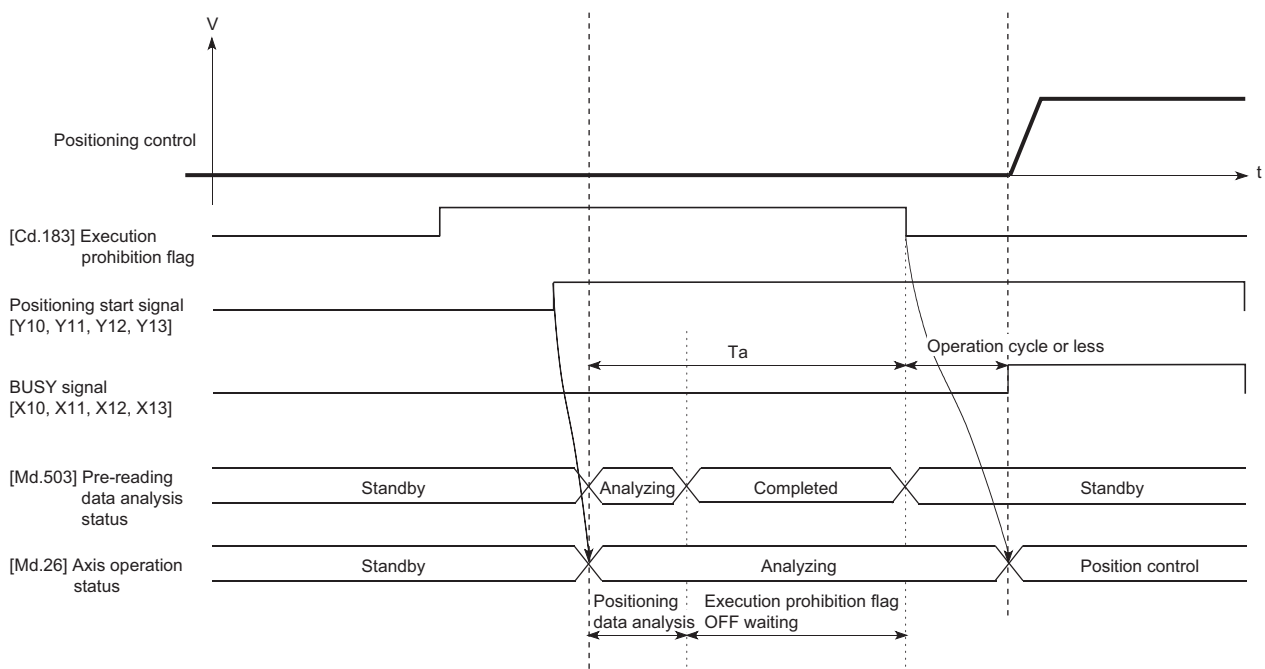 V
Positioning control
t
[Cd.183] Execution
prohibition flag
Positioning start signal
[Y10, Y11, Y12, Y13]
Ta
Operation cycle or less
BUSY signal
[X10, X11, X12, X13]
[Md.503] Pre-reading
data analysis
status
Standby
Analyzing
Completed
Standby
[Md.26] Axis operation
status
Standby
Analyzing
Position control
Positioning
data analysis
Execution prohibition flag
OFF waiting